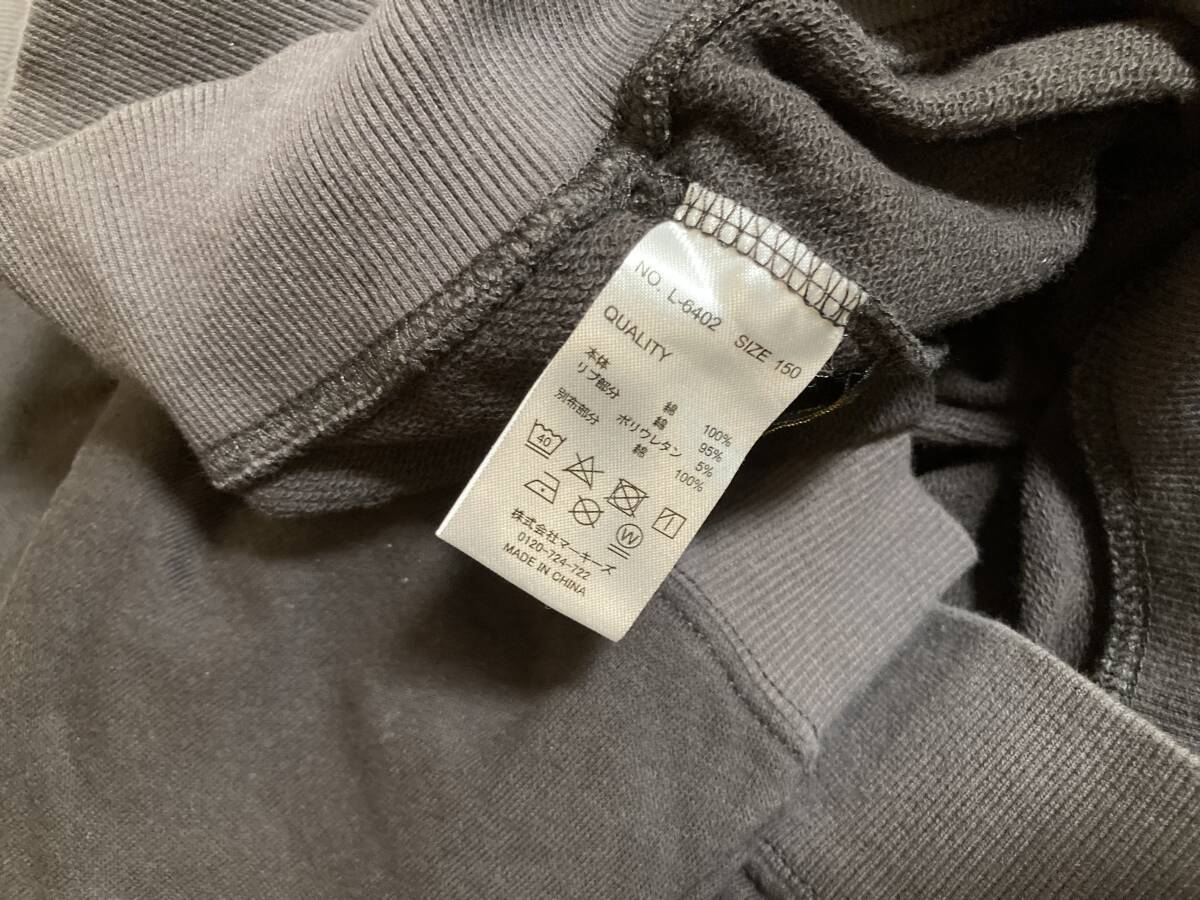 NO. L-6402 SIZE 150
QUALITY
本体 綿 100%
リブ部分 綿 95%
ポリウレタン 5%
別布部分 綿 100%
40
W
株式会社マーキーズ
0120-724-722
MADE IN CHINA